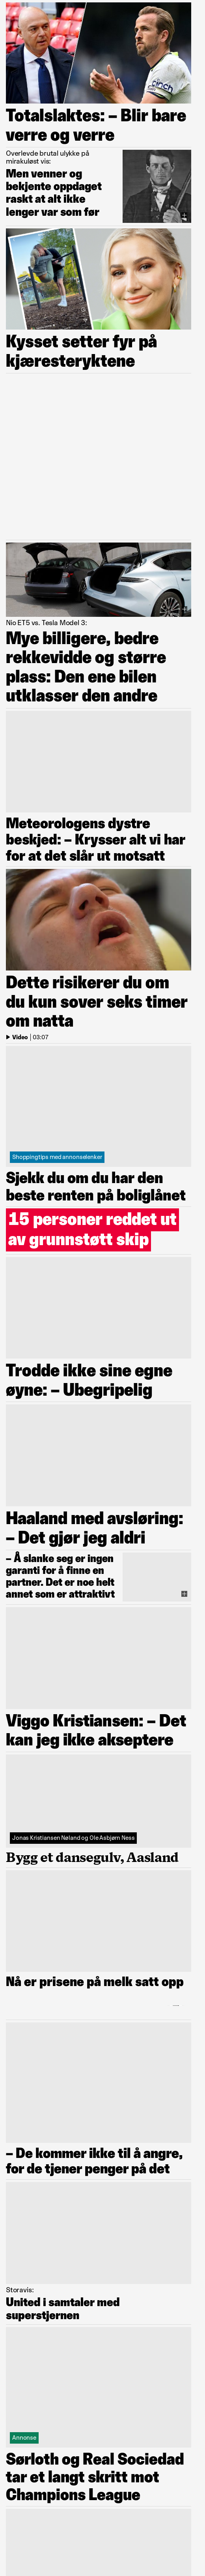 Totalslaktes: – Blir bare
verre og verre
Overlevde brutal ulykke på
mirakuløst vis:
Men venner og
bekjente oppdaget
raskt at alt ikke
lenger var som før
Kysset setter fyr på
kjæresteryktene
Nio ET5 vs. Tesla Model 3:
Mye billigere, bedre
rekkevidde og større
plass: Den ene bilen
utklasser den andre
Meteorologens dystre
beskjed: – Krysser alt vi har
for at det slår ut motsatt
Dette risikerer du om
du kun sover seks timer
om natta
Video | 03:07
Shoppingtips med annonselenker
Sjekk du om du har den
beste renten på boliglånet
15 personer reddet ut
av grunnstøtt skip
Trodde ikke sine egne
øyne: – Ubegripelig
Haaland med avsløring:
– Det gjør jeg aldri
– Å slanke seg er ingen
garanti for å finne en
partner. Det er noe helt
annet som er attraktivt
Viggo Kristiansen: – Det
kan jeg ikke akseptere
Jonas Kristiansen Nøland og Ole Asbjørn Ness
Bygg et dansegulv, Aasland
Nå er prisene på melk satt opp
– De kommer ikke til å angre,
for de tjener penger på det
Storavis:
United i samtaler med
superstjernen
Annonse
Sørloth og Real Sociedad
tar et langt skritt mot
Champions League